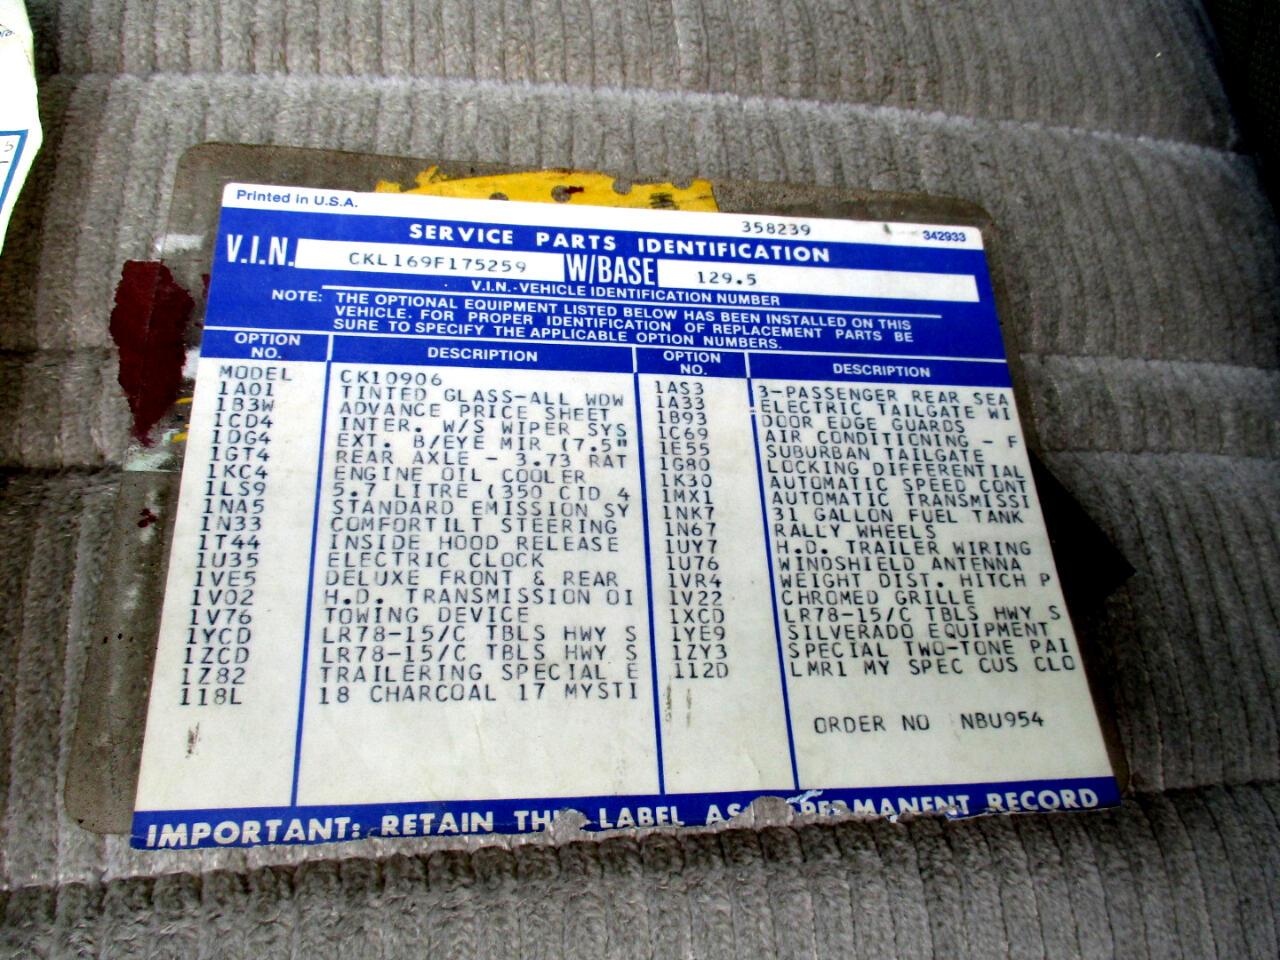 Printed in U.S.A.
358239
342933
SERVICE PARTS IDENTIFICATION
V.I.N. CKL169F175259 W/BASE 129.5
V.I.N.-VEHICLE IDENTIFICATION NUMBER
NOTE: THE OPTIONAL EQUIPMENT LISTED BELOW HAS BEEN INSTALLED ON THIS
VEHICLE. FOR PROPER IDENTIFICATION OF REPLACEMENT PARTS BE
SURE TO SPECIFY THE APPLICABLE OPTION NUMBERS.
OPTION NO. DESCRIPTION OPTION NO. DESCRIPTION
MODEL CK10906
1A01 TINTED GLASS-ALL WDW
1B3W ADVANCE PRICE SHEET
1CD4 INTER. W/S WIPER SYS
1DG4 EXT. B/EYE MIR (7.5"
1GT4 REAR AXLE - 3.73 RAT
1KC4 ENGINE OIL COOLER
1LS9 5.7 LITRE (350 CID 4
1NA5 STANDARD EMISSION SY
1N33 COMFORTILT STEERING
1T44 INSIDE HOOD RELEASE
1U35 ELECTRIC CLOCK
1VE5 DELUXE FRONT & REAR
1V02 H.D. TRANSMISSION OI
1V76 TOWING DEVICE
1YCD LR78-15/C TBLS HWY S
1ZCD LR78-15/C TBLS HWY S
1Z82 TRAILERING SPECIAL E
118L 18 CHARCOAL 17 MYSTI
1AS3 3-PASSENGER REAR SEA
1A33 ELECTRIC TAILGATE WI
1B93 DOOR EDGE GUARDS
1C69 AIR CONDITIONING - F
1E55 SUBURBAN TAILGATE
1G80 LOCKING DIFFERENTIAL
1K30 AUTOMATIC SPEED CONT
1MX1 AUTOMATIC TRANSMISSI
1NK7 31 GALLON FUEL TANK
1N67 RALLY WHEELS
1UY7 H.D. TRAILER WIRING
1U76 WINDSHIELD ANTENNA
1VR4 WEIGHT DIST. HITCH P
1V22 CHROMED GRILLE
1XCD LR78-15/C TBLS HWY S
1YE9 SILVERADO EQUIPMENT
1ZY3 SPECIAL TWO-TONE PAI
112D LMR1 MY SPEC CUS CLO
ORDER NO NBU954
IMPORTANT: RETAIN THIS LABEL AS A PERMANENT RECORD